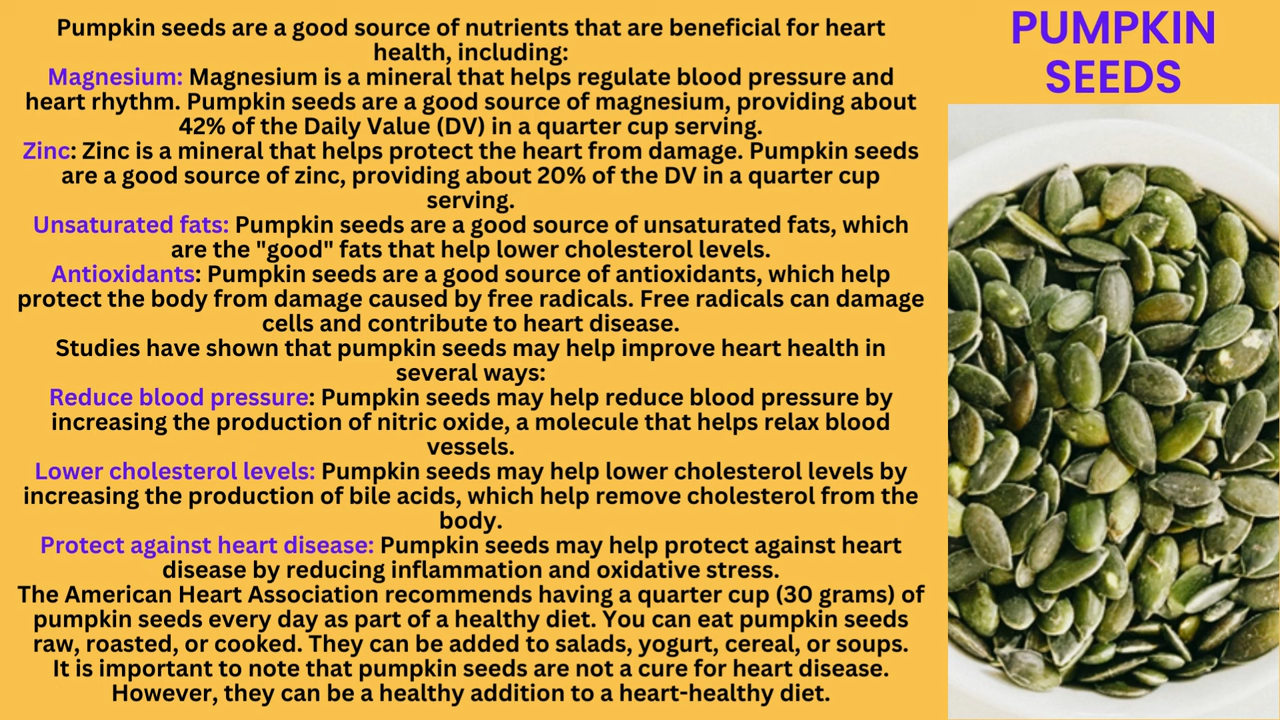 Pumpkin seeds are a good source of nutrients that are beneficial for heart
health, including:
Magnesium: Magnesium is a mineral that helps regulate blood pressure and
heart rhythm. Pumpkin seeds are a good source of magnesium, providing about
42% of the Daily Value (DV) in a quarter cup serving.
Zinc: Zinc is a mineral that helps protect the heart from damage. Pumpkin seeds
are a good source of zinc, providing about 20% of the DV in a quarter cup
serving.
Unsaturated fats: Pumpkin seeds are a good source of unsaturated fats, which
are the "good" fats that help lower cholesterol levels.
Antioxidants: Pumpkin seeds are a good source of antioxidants, which help
protect the body from damage caused by free radicals. Free radicals can damage
cells and contribute to heart disease.
Studies have shown that pumpkin seeds may help improve heart health in
several ways:
Reduce blood pressure: Pumpkin seeds may help reduce blood pressure by
increasing the production of nitric oxide, a molecule that helps relax blood
vessels.
Lower cholesterol levels: Pumpkin seeds may help lower cholesterol levels by
increasing the production of bile acids, which help remove cholesterol from the
body.
Protect against heart disease: Pumpkin seeds may help protect against heart
disease by reducing inflammation and oxidative stress.
The American Heart Association recommends having a quarter cup (30 grams) of
pumpkin seeds every day as part of a healthy diet. You can eat pumpkin seeds
raw, roasted, or cooked. They can be added to salads, yogurt, cereal, or soups.
It is important to note that pumpkin seeds are not a cure for heart disease.
However, they can be a healthy addition to a heart-healthy diet.
PUMPKIN
SEEDS